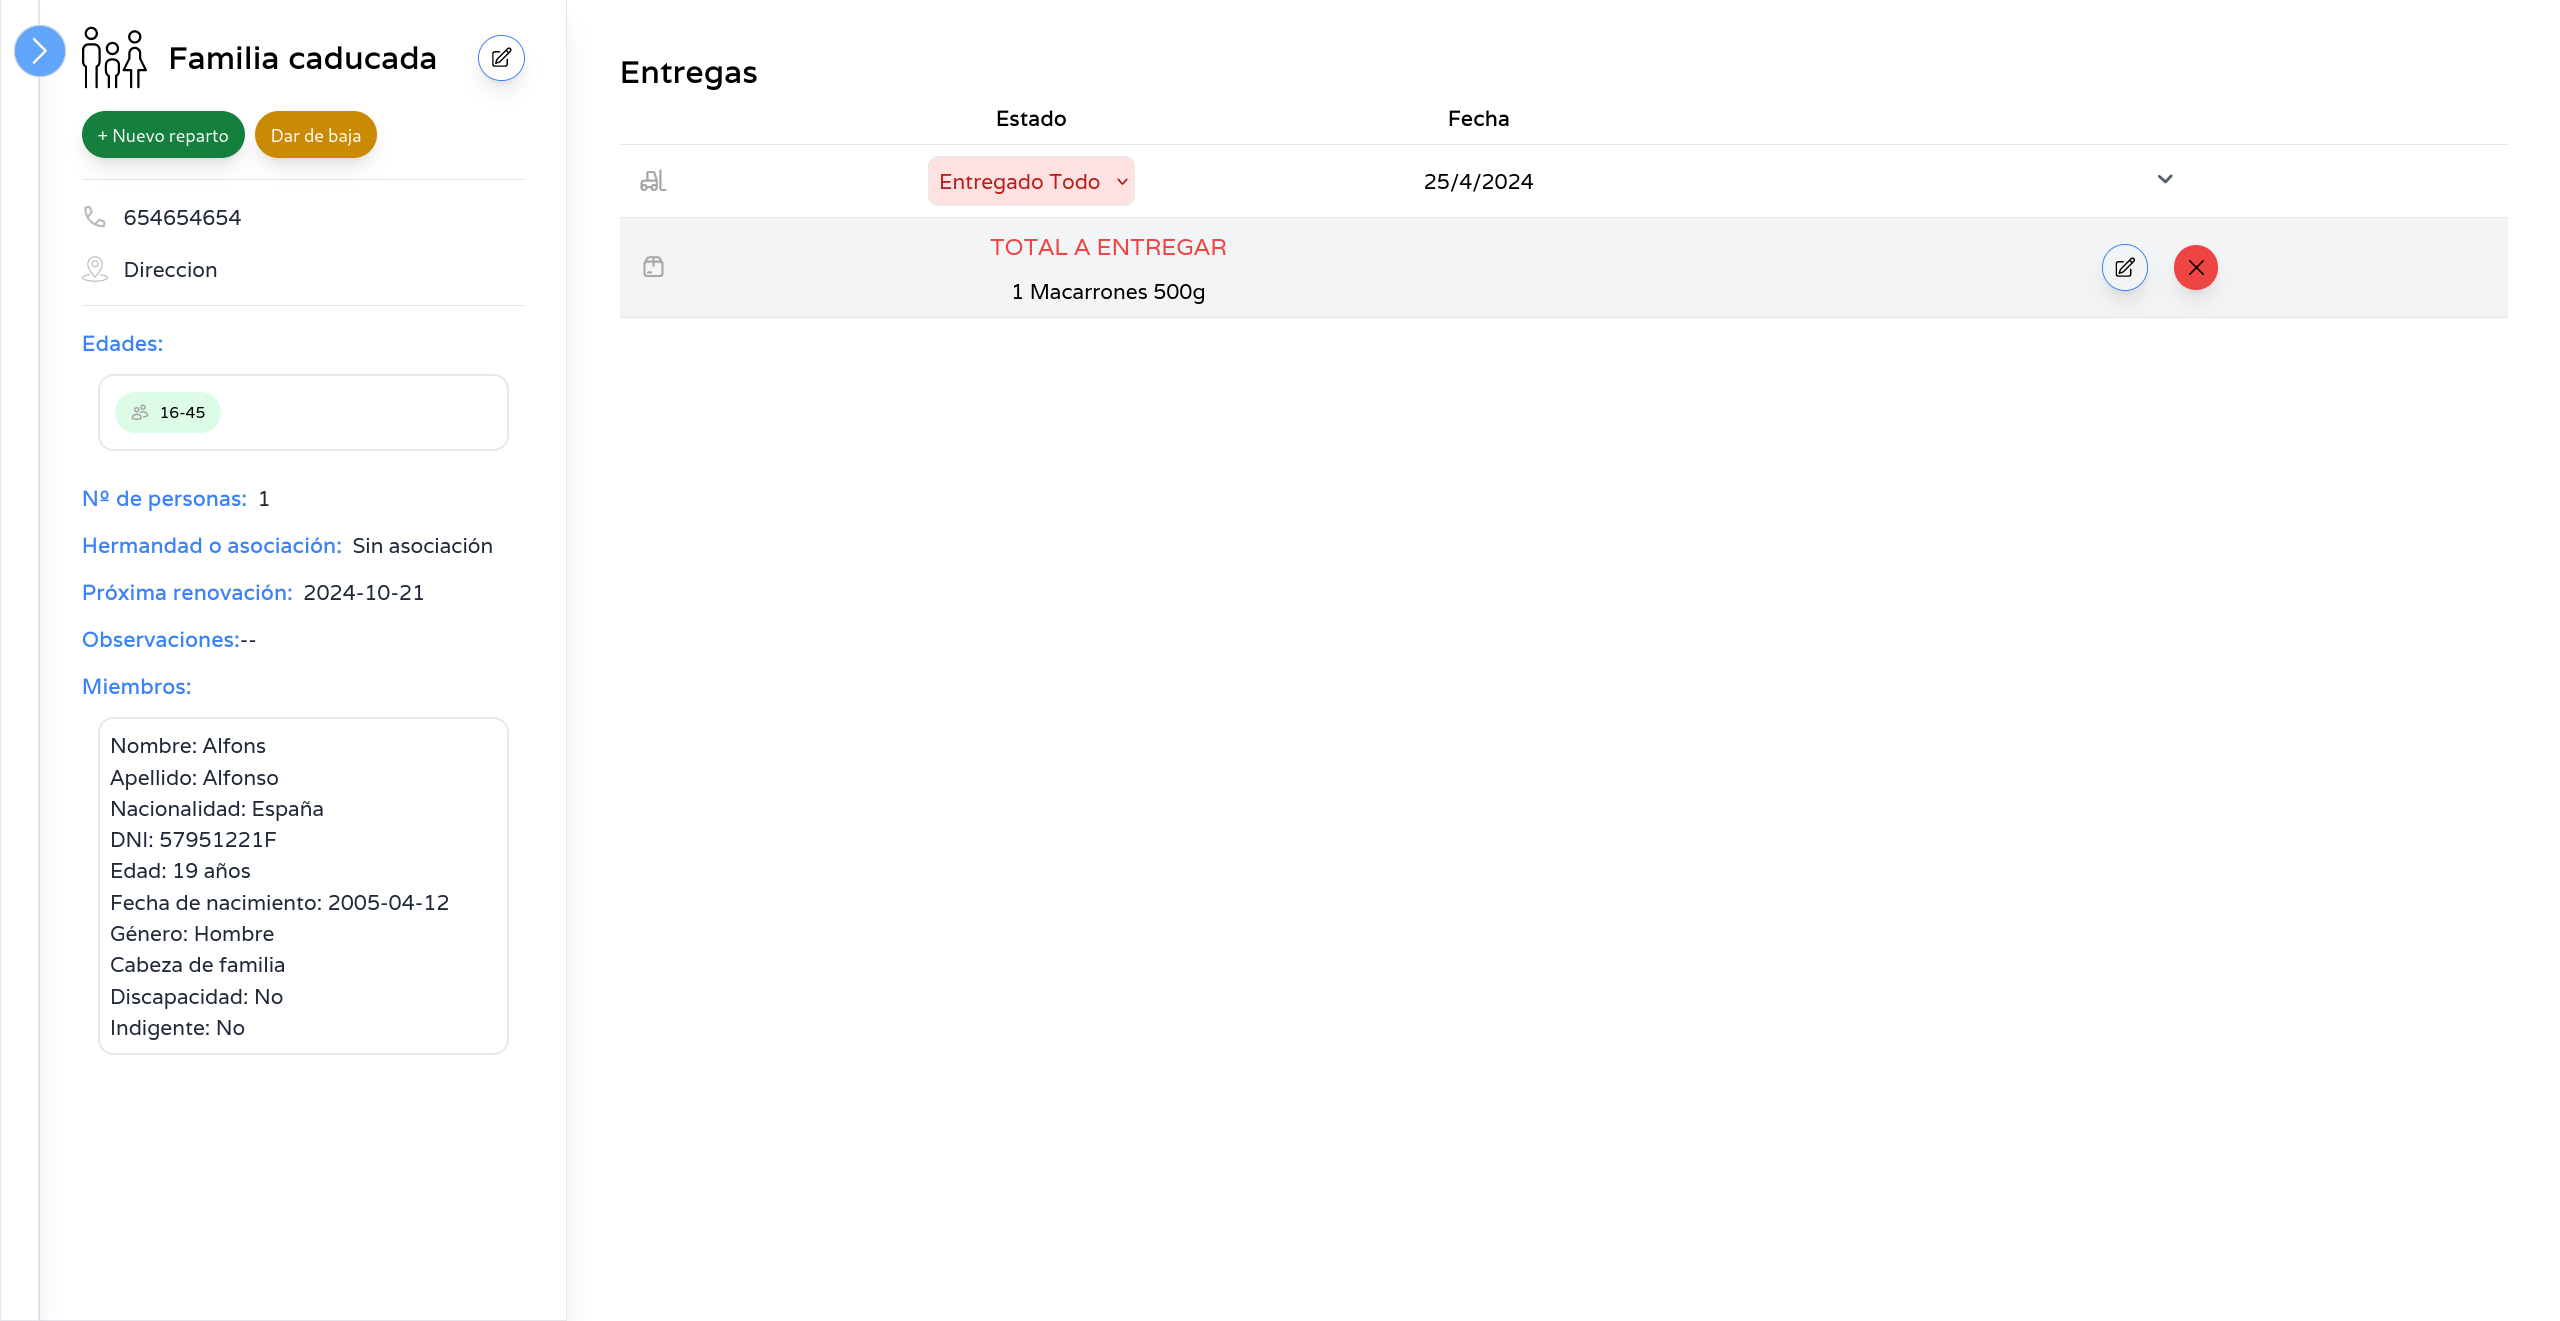 Familia caducada
+ Nuevo reparto Dar de baja
654654654
Direccion
Edades:
16-45
Nº de personas: 1
Hermandad o asociación: Sin asociación
Próxima renovación: 2024-10-21
Observaciones:--
Miembros:
Nombre: Alfons
Apellido: Alfonso
Nacionalidad: España
DNI: 57951221F
Edad: 19 años
Fecha de nacimiento: 2005-04-12
Género: Hombre
Cabeza de familia
Discapacidad: No
Indigente: No
Entregas
Estado Fecha
Entregado Todo 25/4/2024
TOTAL A ENTREGAR
1 Macarrones 500g